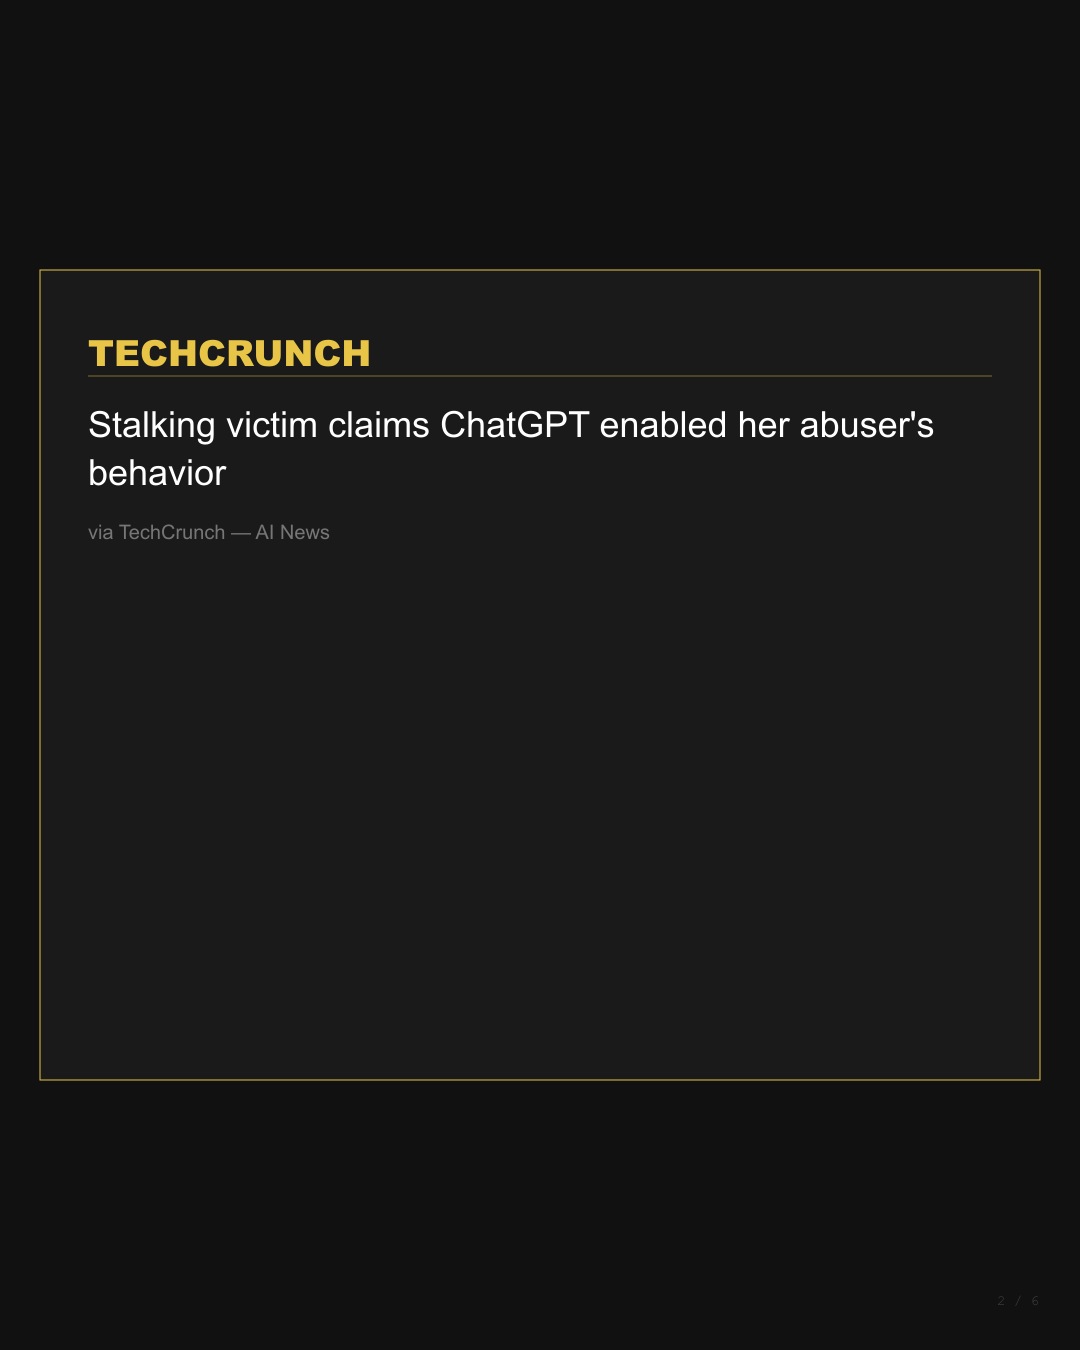 TECHCRUNCH
Stalking victim claims ChatGPT enabled her abuser's
behavior
via TechCrunch — AI News
2 / 6